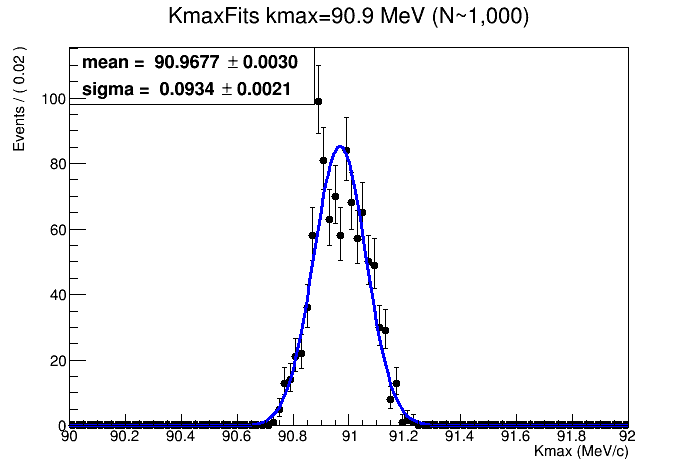 KmaxFits kmax=90.9 MeV (N~1,000)
mean = 90.9677 ± 0.0030
sigma = 0.0934 ± 0.0021
Events / ( 0.02 )
100
80
60
40
20
0
90 90.2 90.4 90.6 90.8 91 91.2 91.4 91.6 91.8 92
Kmax (MeV/c)